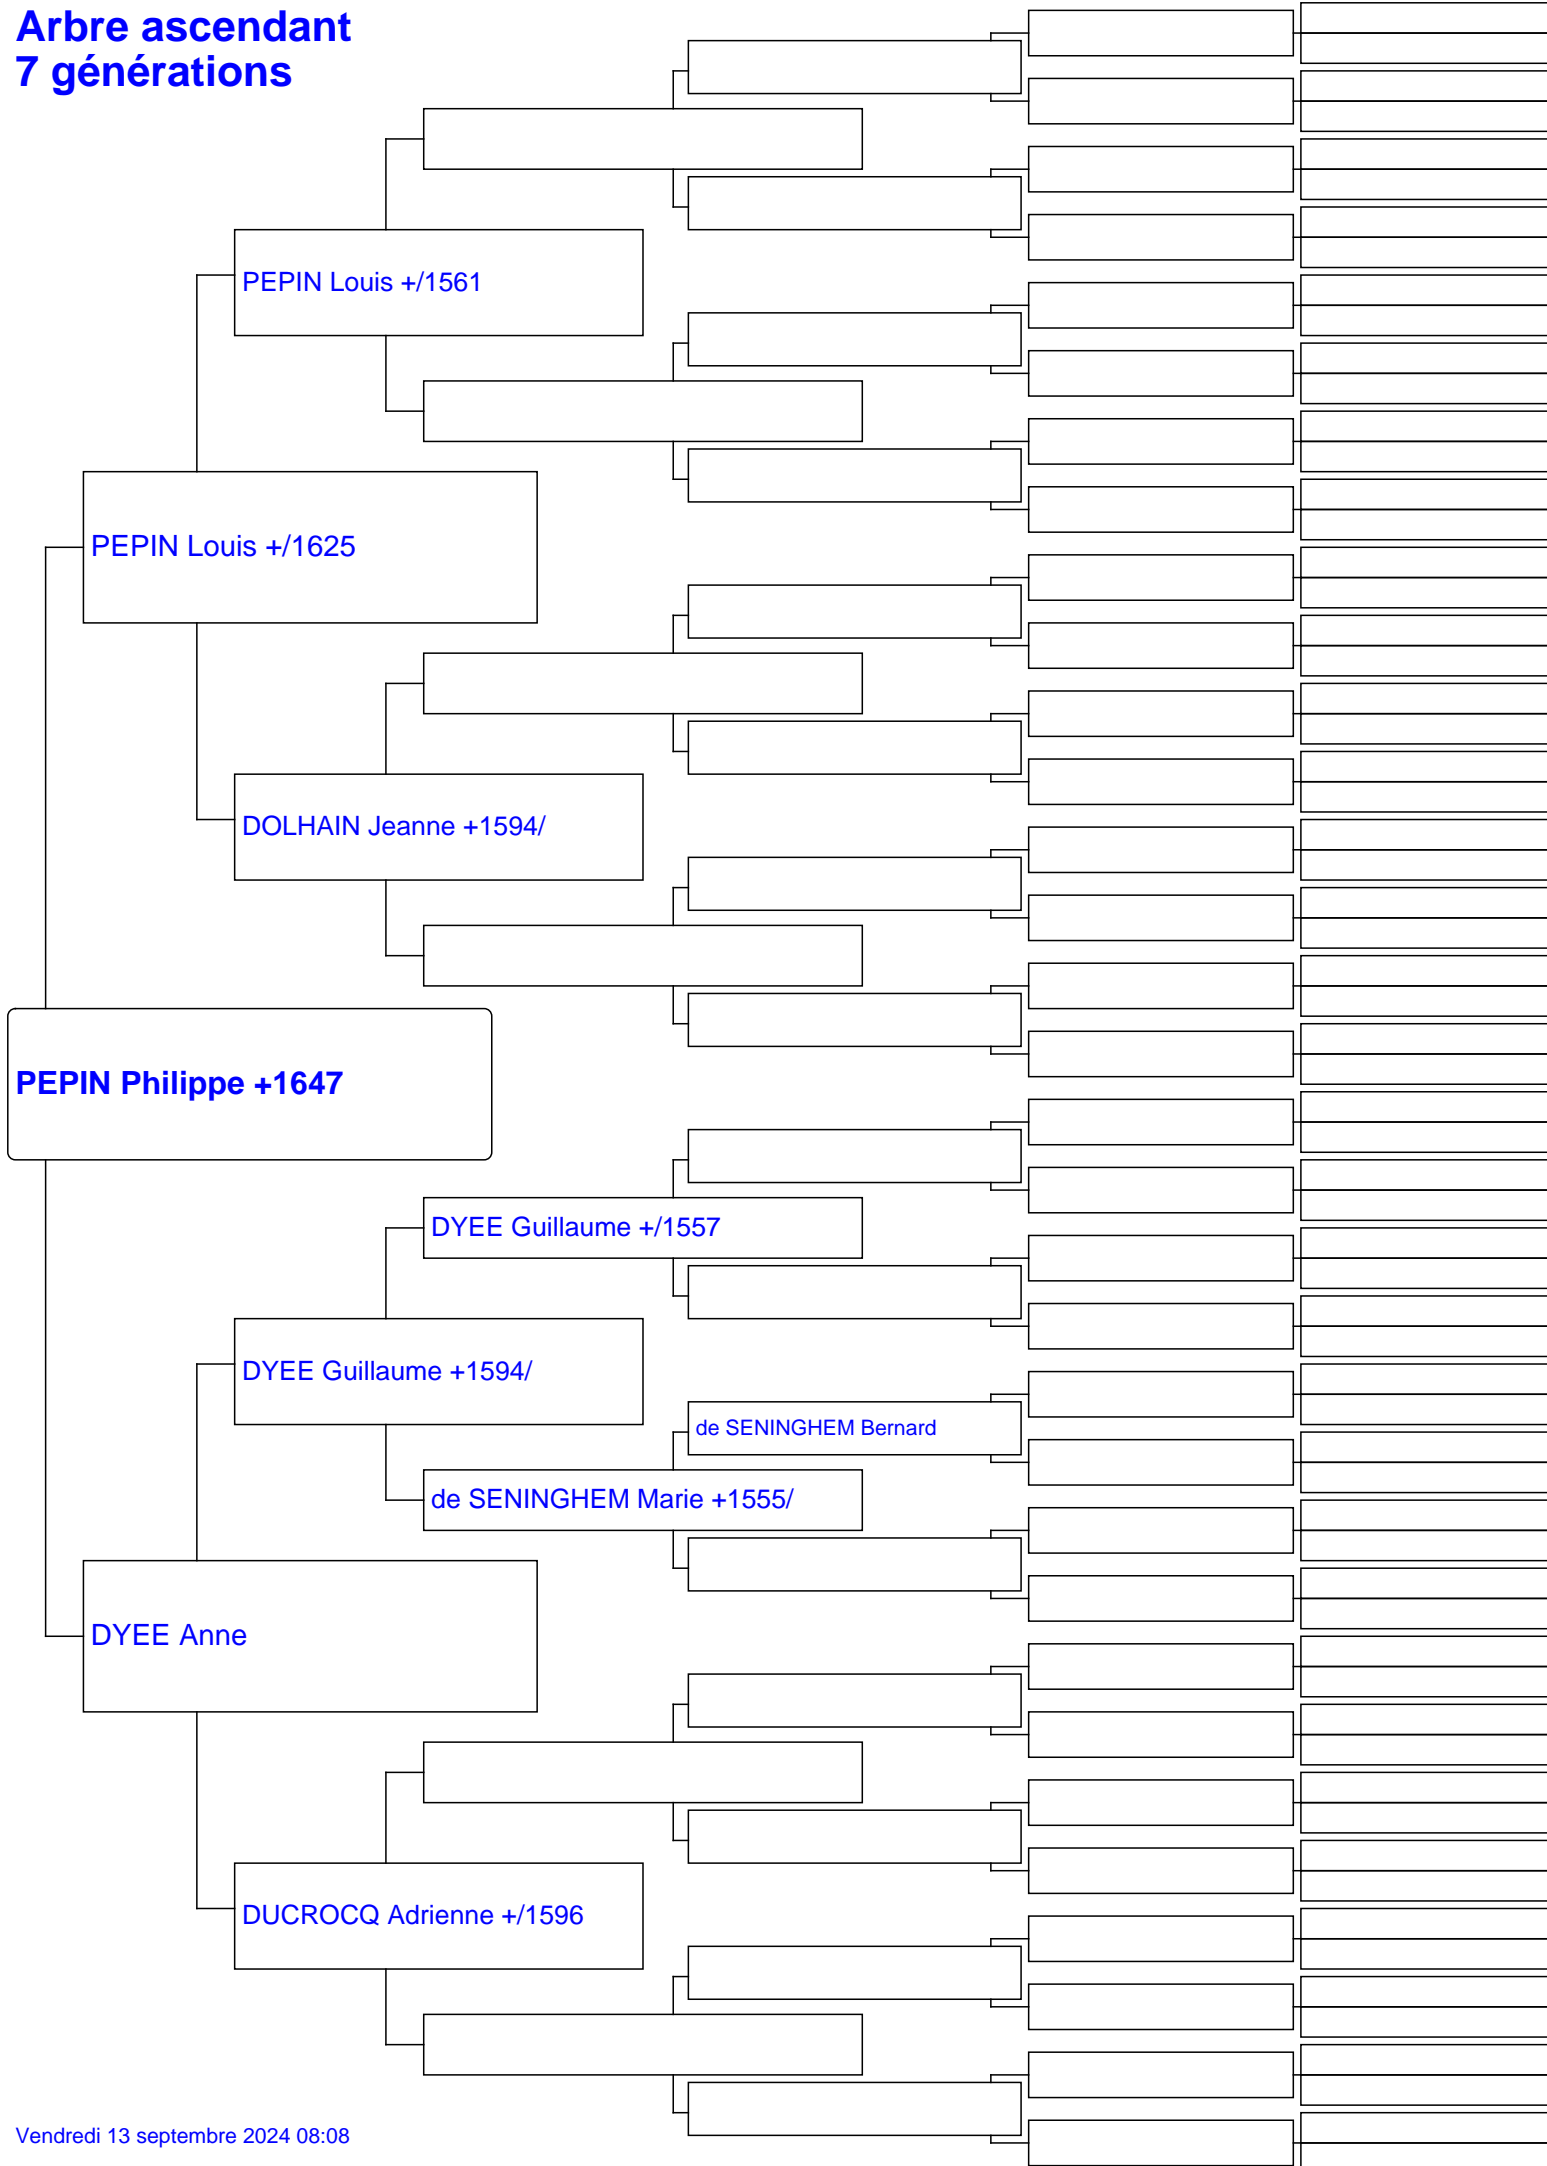 Arbre ascendant
7 générations
PEPIN Louis +/1561
PEPIN Louis +/1625
DOLHAIN Jeanne +1594/
PEPIN Philippe +1647
DYEE Guillaume +/1557
DYEE Guillaume +1594/
de SENINGHEM Bernard
de SENINGHEM Marie +1555/
DYEE Anne
DUCROCQ Adrienne +/1596
Vendredi 13 septembre 2024 08:08